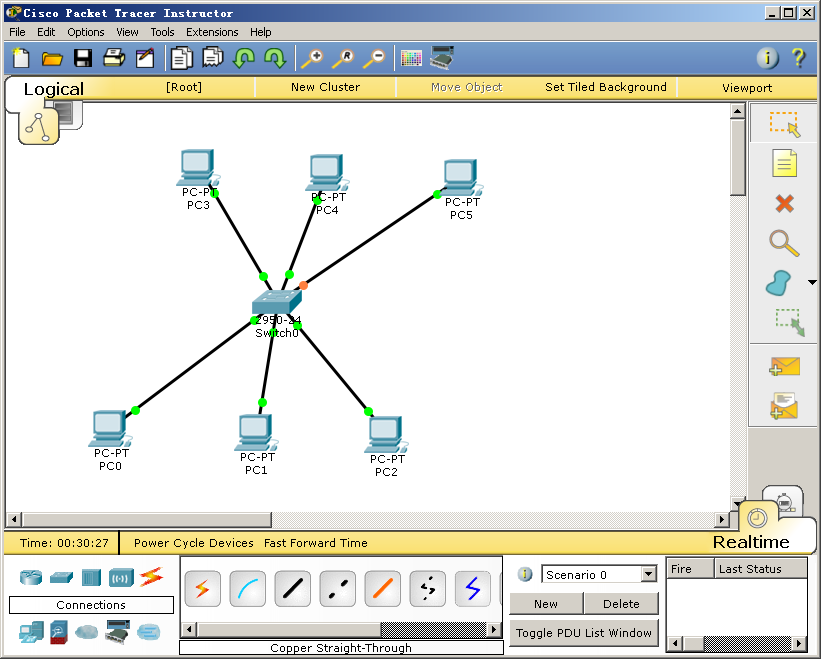 Cisco Packet Tracer Instructor
File Edit Options View Tools Extensions Help
Logical [Root] New Cluster Move Object Set Tiled Background Viewport
PC-PT
PC3
PC-PT
PC4
PC-PT
PC5
2950-24
Switch0
PC-PT
PC0
PC-PT
PC1
PC-PT
PC2
Time: 00:30:27 Power Cycle Devices Fast Forward Time
Realtime
Connections
Copper Straight-Through
Scenario 0
New Delete
Toggle PDU List Window
Fire Last Status